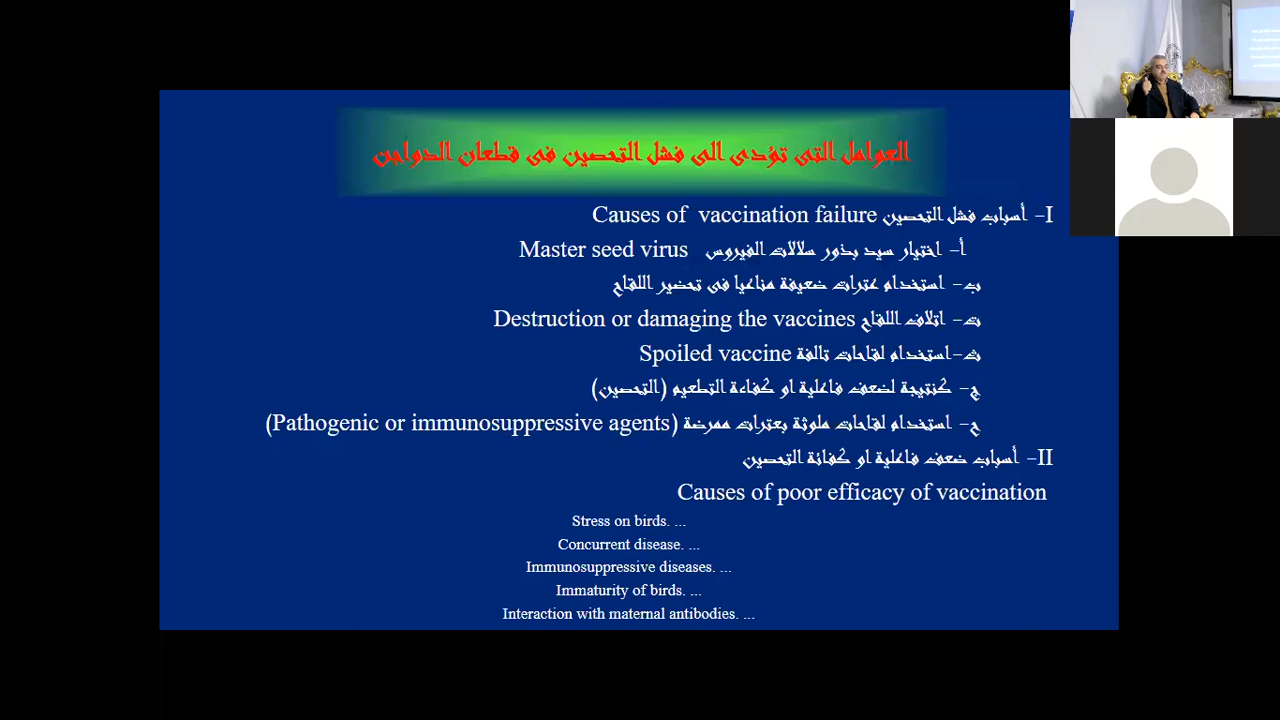 العوامل التى تؤدى الى فشل التحصين فى قطعان الدواجن
I- أسباب فشل التحصين Causes of vaccination failure
أ- اختيار سيد بذور سلالات الفيروس Master seed virus
ب- استخدام عترات ضعيفة مناعيا فى تحضير اللقاح
ت- اتلاف اللقاح Destruction or damaging the vaccines
ث-استخدام لقاحات تالفة Spoiled vaccine
ج- كنتيجة لضعف فاعلية او كفاءة التطعيم (التحصين)
ح- استخدام لقاحات ملوثة بعترات ممرضة (Pathogenic or immunosuppressive agents)
II- أسباب ضعف فاعلية او كفائة التحصين
Causes of poor efficacy of vaccination
Stress on birds. ...
Concurrent disease. ...
Immunosuppressive diseases. ...
Immaturity of birds. ...
Interaction with maternal antibodies. ...